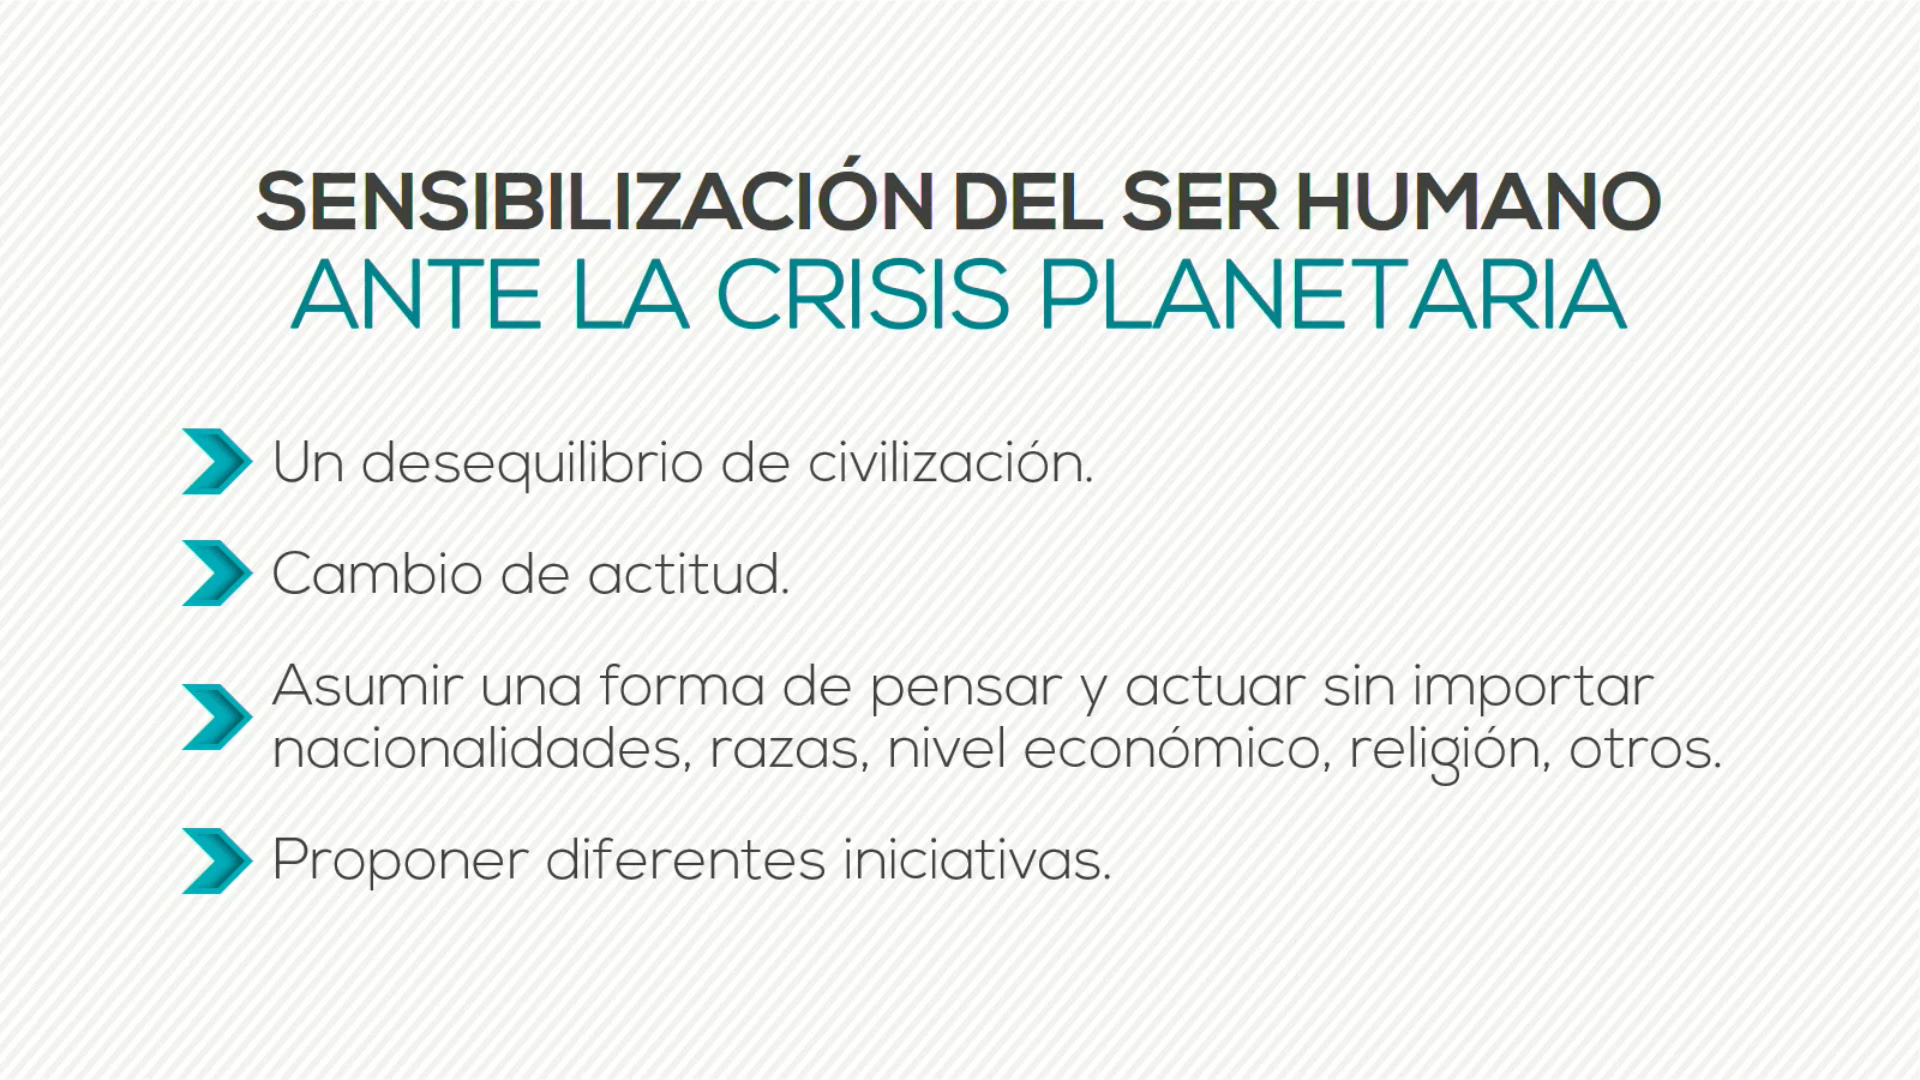 SENSIBILIZACIÓN DEL SER HUMANO
ANTE LA CRISIS PLANETARIA
Un desequilibrio de civilización.
Cambio de actitud.
Asumir una forma de pensar y actuar sin importar
nacionalidades, razas, nivel económico, religión, otros.
Proponer diferentes iniciativas.